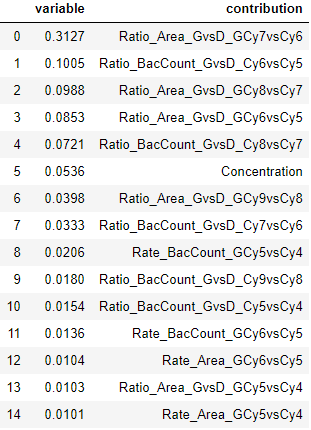 variable contribution
0 0.3127 Ratio_Area_GvsD_GCy7vsCy6
1 0.1005 Ratio_BacCount_GvsD_Cy6vsCy5
2 0.0988 Ratio_Area_GvsD_GCy8vsCy7
3 0.0853 Ratio_Area_GvsD_GCy6vsCy5
4 0.0721 Ratio_BacCount_GvsD_Cy8vsCy7
5 0.0536 Concentration
6 0.0398 Ratio_Area_GvsD_GCy9vsCy8
7 0.0333 Ratio_BacCount_GvsD_Cy7vsCy6
8 0.0206 Rate_BacCount_GCy5vsCy4
9 0.0180 Ratio_BacCount_GvsD_Cy9vsCy8
10 0.0154 Ratio_BacCount_GvsD_Cy5vsCy4
11 0.0136 Rate_BacCount_GCy6vsCy5
12 0.0104 Rate_Area_GCy6vsCy5
13 0.0103 Ratio_Area_GvsD_GCy5vsCy4
14 0.0101 Rate_Area_GCy5vsCy4